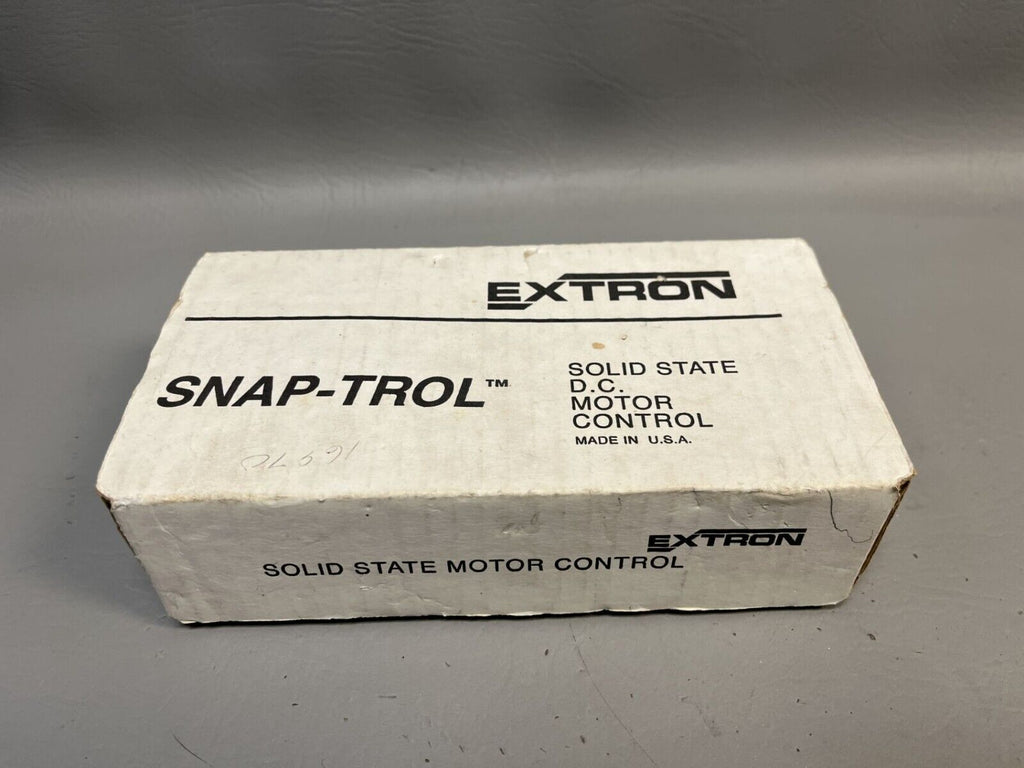 EXTRON
SNAP-TROL™
SOLID STATE
D.C.
MOTOR
CONTROL
MADE IN U.S.A.
EXTRON
SOLID STATE MOTOR CONTROL